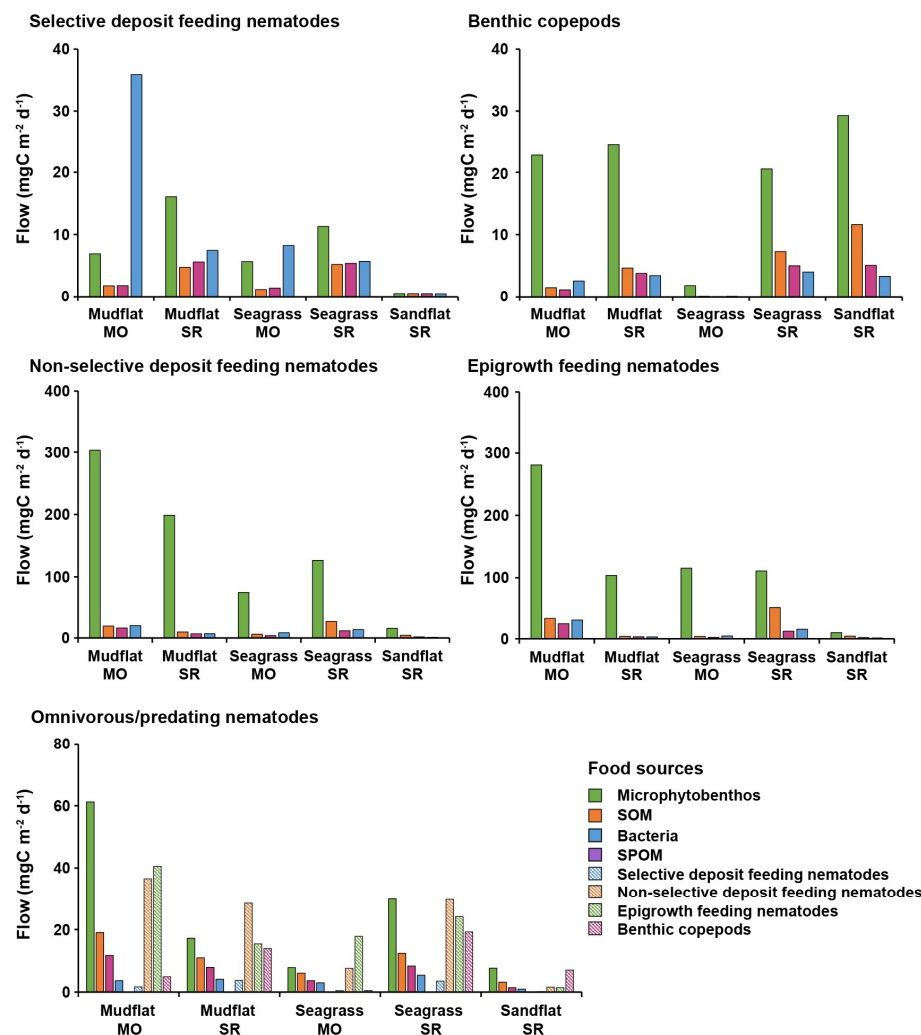 Selective deposit feeding nematodes
Flow (mgC m⁻² d⁻¹)
40
30
20
10
0
Mudflat MO
Mudflat SR
Seagrass MO
Seagrass SR
Sandflat SR
Benthic copepods
Flow (mgC m⁻² d⁻¹)
40
30
20
10
0
Mudflat MO
Mudflat SR
Seagrass MO
Seagrass SR
Sandflat SR
Non-selective deposit feeding nematodes
Flow (mgC m⁻² d⁻¹)
400
300
200
100
0
Mudflat MO
Mudflat SR
Seagrass MO
Seagrass SR
Sandflat SR
Epigrowth feeding nematodes
Flow (mgC m⁻² d⁻¹)
400
300
200
100
0
Mudflat MO
Mudflat SR
Seagrass MO
Seagrass SR
Sandflat SR
Omnivorous/predating nematodes
Flow (mgC m⁻² d⁻¹)
80
60
40
20
0
Mudflat MO
Mudflat SR
Seagrass MO
Seagrass SR
Sandflat SR
Food sources
Microphytobenthos
SOM
Bacteria
SPOM
Selective deposit feeding nematodes
Non-selective deposit feeding nematodes
Epigrowth feeding nematodes
Benthic copepods